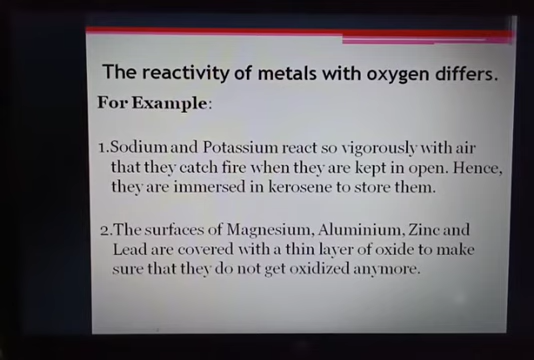 The reactivity of metals with oxygen differs.
For Example:
1.Sodium and Potassium react so vigorously with air
that they catch fire when they are kept in open. Hence,
they are immersed in kerosene to store them.
2.The surfaces of Magnesium, Aluminium, Zinc and
Lead are covered with a thin layer of oxide to make
sure that they do not get oxidized anymore.